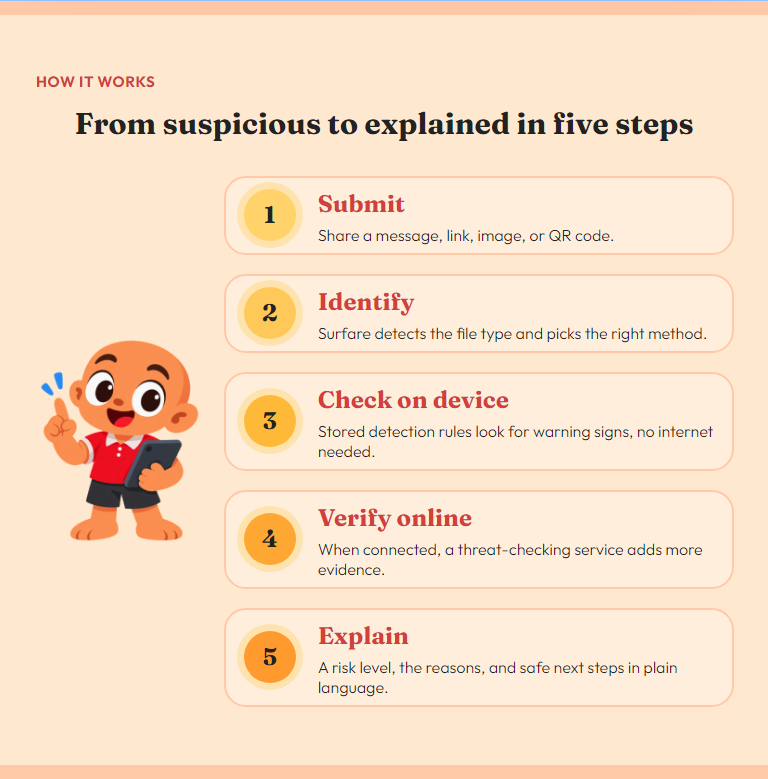 HOW IT WORKS
From suspicious to explained in five steps
1
Submit
Share a message, link, image, or QR code.
2
Identify
Surfare detects the file type and picks the right method.
3
Check on device
Stored detection rules look for warning signs, no internet
needed.
4
Verify online
When connected, a threat-checking service adds more
evidence.
5
Explain
A risk level, the reasons, and safe next steps in plain
language.